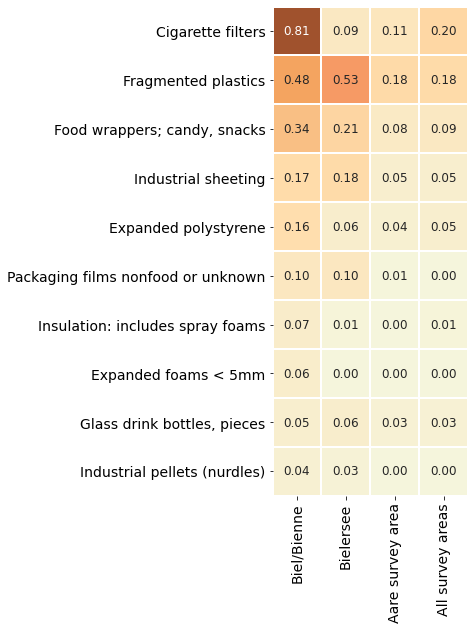 Cigarette filters 0.81 0.09 0.11 0.20
Fragmented plastics 0.48 0.53 0.18 0.18
Food wrappers; candy, snacks 0.34 0.21 0.08 0.09
Industrial sheeting 0.17 0.18 0.05 0.05
Expanded polystyrene 0.16 0.06 0.04 0.05
Packaging films nonfood or unknown 0.10 0.10 0.01 0.00
Insulation: includes spray foams 0.07 0.01 0.00 0.01
Expanded foams < 5mm 0.06 0.00 0.00 0.00
Glass drink bottles, pieces 0.05 0.06 0.03 0.03
Industrial pellets (nurdles) 0.04 0.03 0.00 0.00
Biel/Bienne
Bielersee
Aare survey area
All survey areas